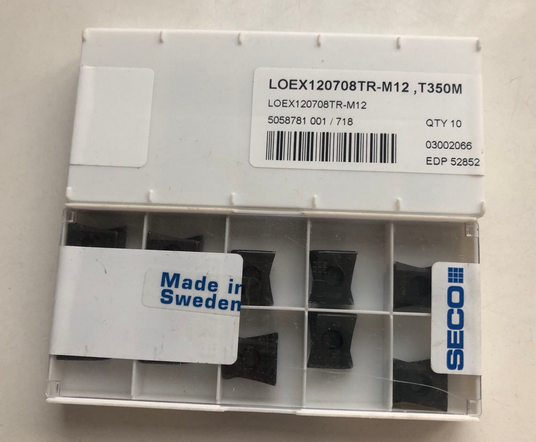 LOEX120708TR-M12 ,T350M
LOEX120708TR-M12
5058781 001 / 718
QTY 10
03002066
EDP 52852
Made in
Sweden
SECO